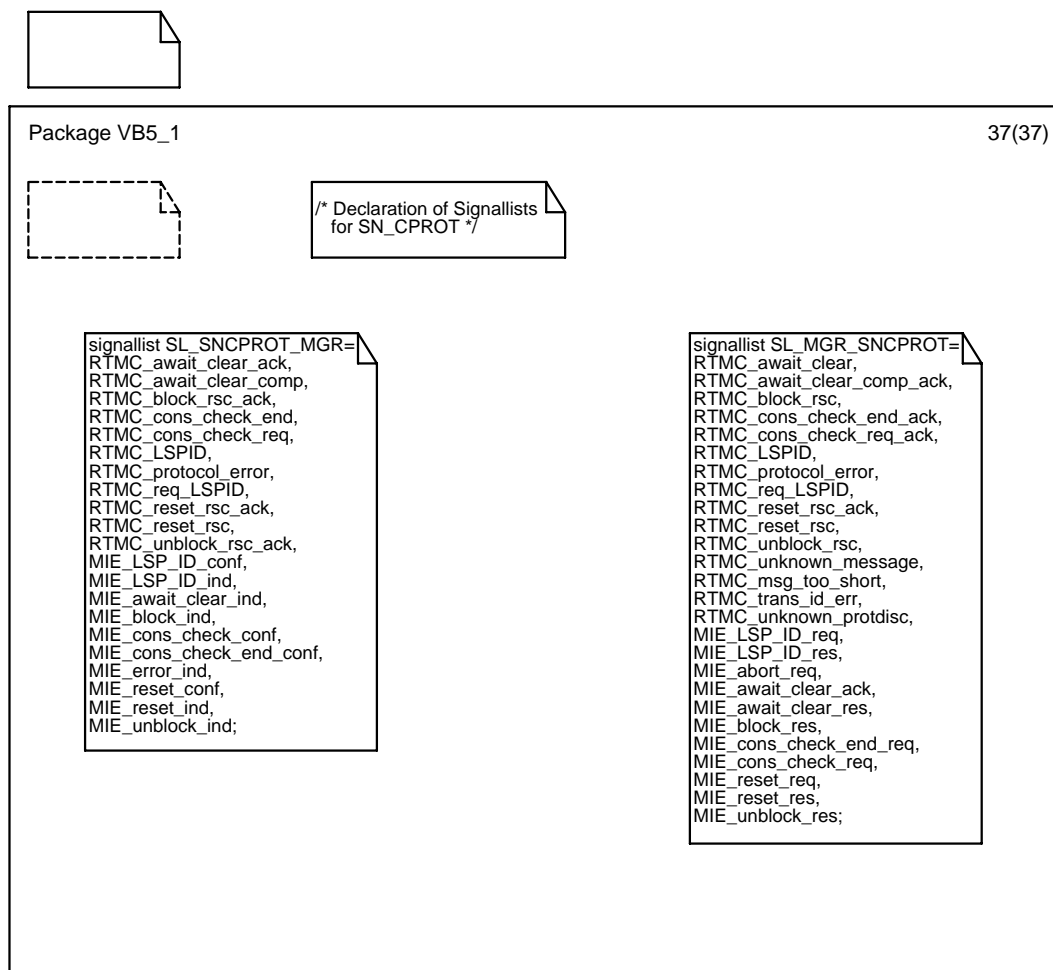 Package VB5_1
37(37)
/* Declaration of Signallists
for SN_CPROT */
signallist SL_SNCPROT_MGR=
RTMC_await_clear_ack,
RTMC_await_clear_comp,
RTMC_block_rsc_ack,
RTMC_cons_check_end,
RTMC_cons_check_req,
RTMC_LSPID,
RTMC_protocol_error,
RTMC_req_LSPID,
RTMC_reset_rsc_ack,
RTMC_reset_rsc,
RTMC_unblock_rsc_ack,
MIE_LSP_ID_conf,
MIE_LSP_ID_ind,
MIE_await_clear_ind,
MIE_block_ind,
MIE_cons_check_conf,
MIE_cons_check_end_conf,
MIE_error_ind,
MIE_reset_conf,
MIE_reset_ind,
MIE_unblock_ind;
signallist SL_MGR_SNCPROT=
RTMC_await_clear,
RTMC_await_clear_comp_ack,
RTMC_block_rsc,
RTMC_cons_check_end_ack,
RTMC_cons_check_req_ack,
RTMC_LSPID,
RTMC_protocol_error,
RTMC_req_LSPID,
RTMC_reset_rsc_ack,
RTMC_reset_rsc,
RTMC_unblock_rsc,
RTMC_unknown_message,
RTMC_msg_too_short,
RTMC_trans_id_err,
RTMC_unknown_protdisc,
MIE_LSP_ID_req,
MIE_LSP_ID_res,
MIE_abort_req,
MIE_await_clear_ack,
MIE_await_clear_res,
MIE_block_res,
MIE_cons_check_end_req,
MIE_cons_check_req,
MIE_reset_req,
MIE_reset_res,
MIE_unblock_res;